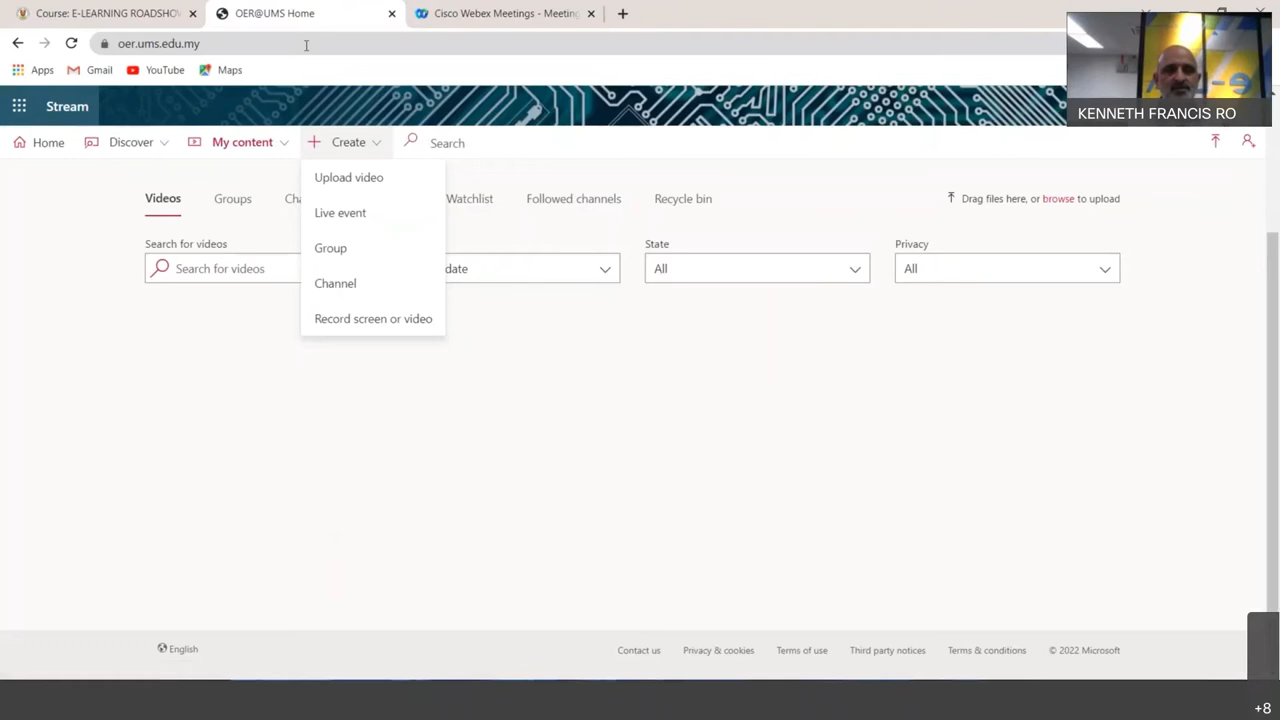 Course: E-LEARNING ROADSHOW
OER@UMS Home
Cisco Webex Meetings - Meeting
oer.ums.edu.my
Apps Gmail YouTube Maps
KENNETH FRANCIS RO
Stream
Home Discover My content Create Search
Upload video
Live event
Group
Channel
Record screen or video
Videos Groups Cha Watchlist Followed channels Recycle bin
Drag files here, or browse to upload
Search for videos State Privacy
Search for videos date All All
English
Contact us Privacy & cookies Terms of use Third party notices Terms & conditions © 2022 Microsoft
+8